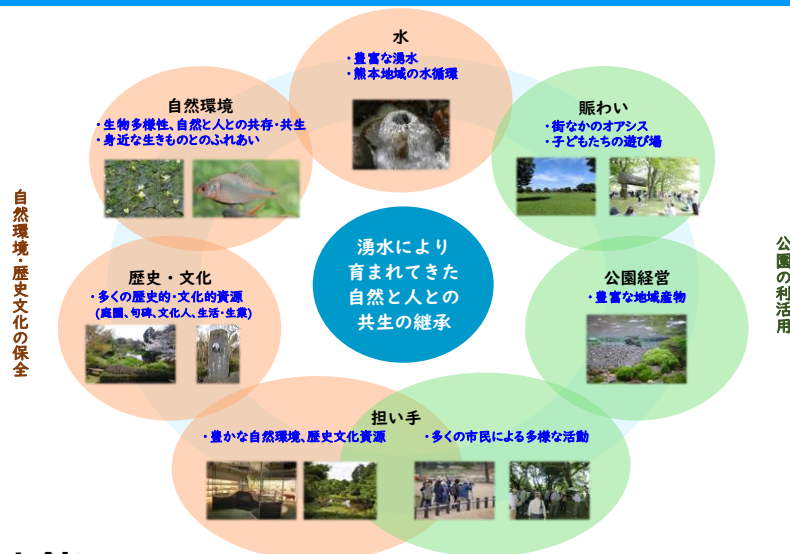 水
・豊富な湧水
・熊本地域の水循環
自然環境
・生物多様性、自然と人との共存・共生
・身近な生きものとのふれあい
賑わい
・街なかのオアシス
・子どもたちの遊び場
自然環境・歴史文化の保全
湧水により
育まれてきた
自然と人との
共生の継承
公園の利活用
歴史・文化
・多くの歴史的・文化的資源
(庭園、句碑、文化人、生活・生業)
公園経営
・豊富な地域産物
担い手
・豊かな自然環境、歴史文化資源
・多くの市民による多様な活動